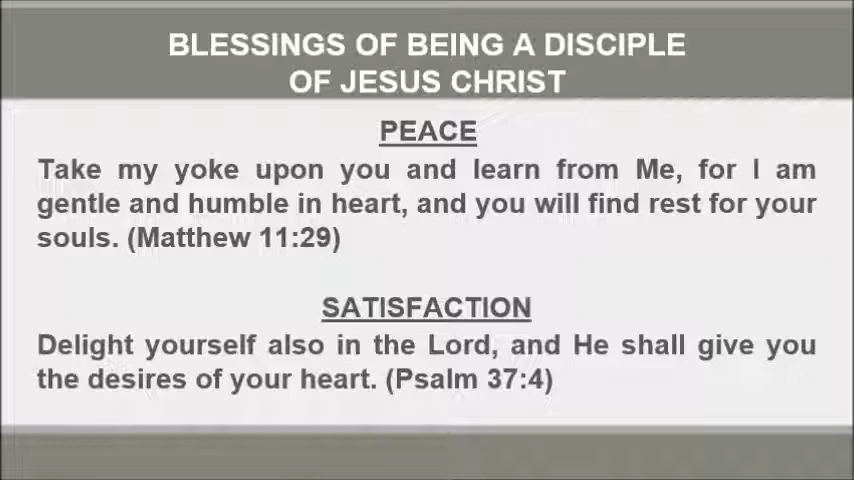 BLESSINGS OF BEING A DISCIPLE
OF JESUS CHRIST
PEACE
Take my yoke upon you and learn from Me, for I am
gentle and humble in heart, and you will find rest for your
souls. (Matthew 11:29)
SATISFACTION
Delight yourself also in the Lord, and He shall give you
the desires of your heart. (Psalm 37:4)